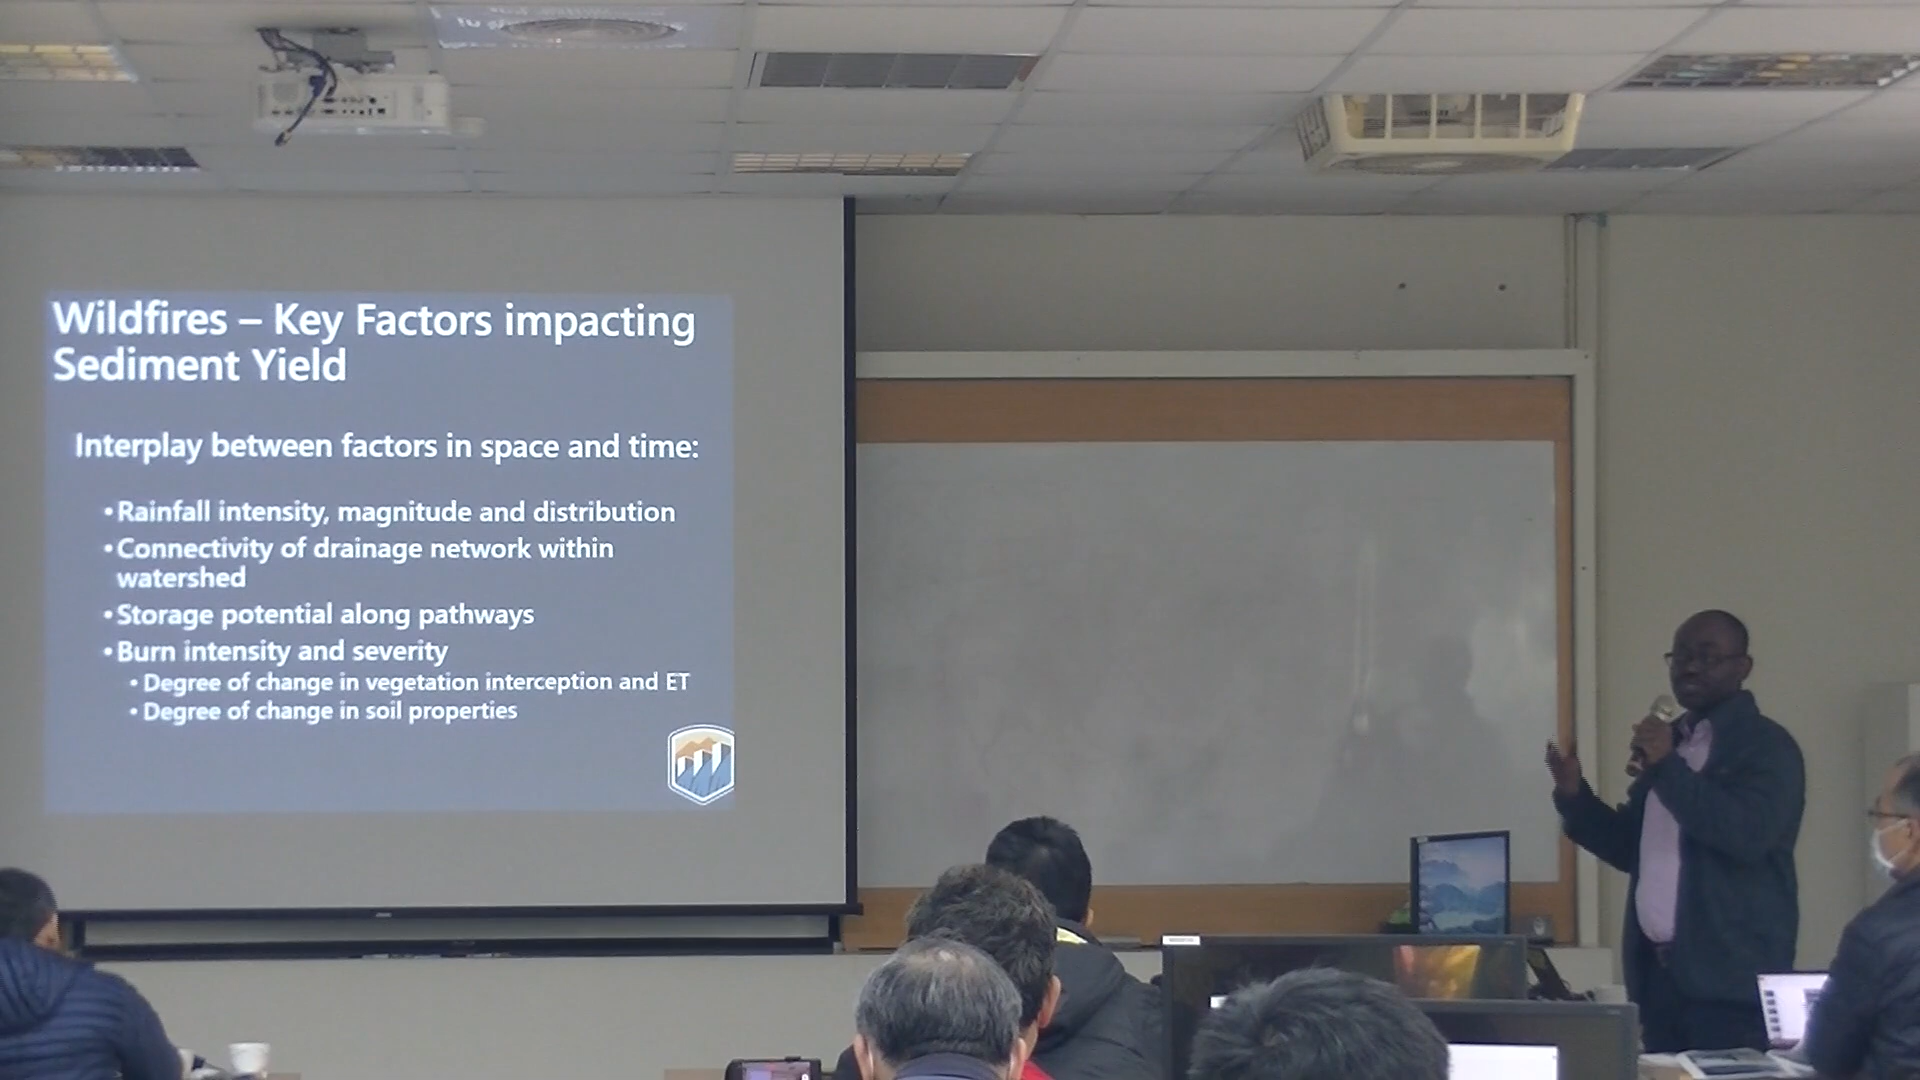 Wildfires – Key Factors impacting
Sediment Yield
Interplay between factors in space and time:
• Rainfall intensity, magnitude and distribution
• Connectivity of drainage network within
watershed
• Storage potential along pathways
• Burn intensity and severity
• Degree of change in vegetation interception and ET
• Degree of change in soil properties